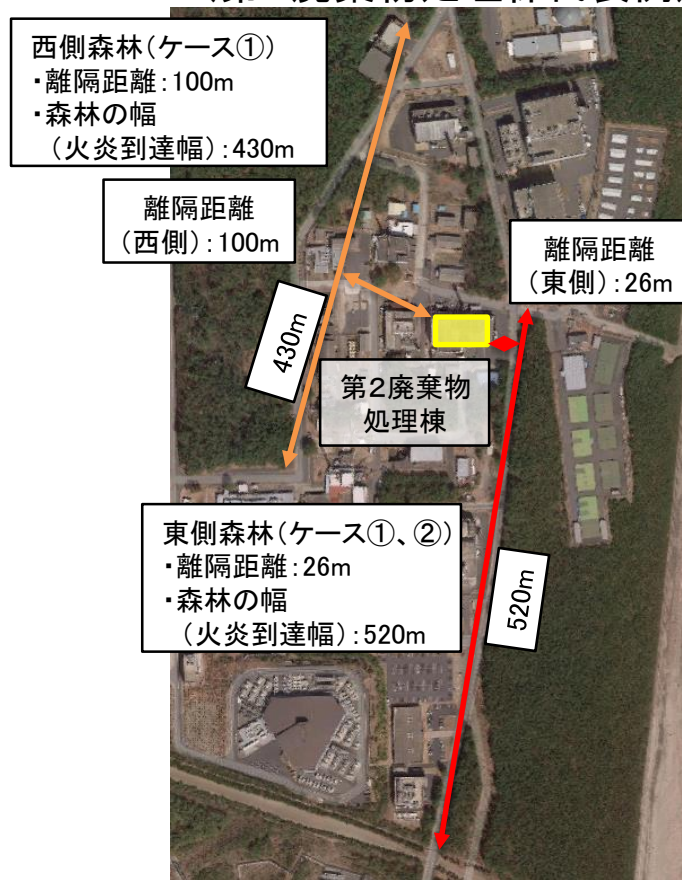 西側森林(ケース①)
・離隔距離:100m
・森林の幅
(火炎到達幅):430m
離隔距離
(西側):100m
離隔距離
(東側):26m
430m
第2廃棄物
処理棟
東側森林(ケース①、②)
・離隔距離:26m
・森林の幅
(火炎到達幅):520m
520m